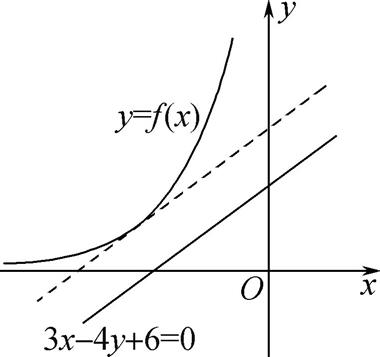 y
y=f(x)
O
x
3x−4y+6=0